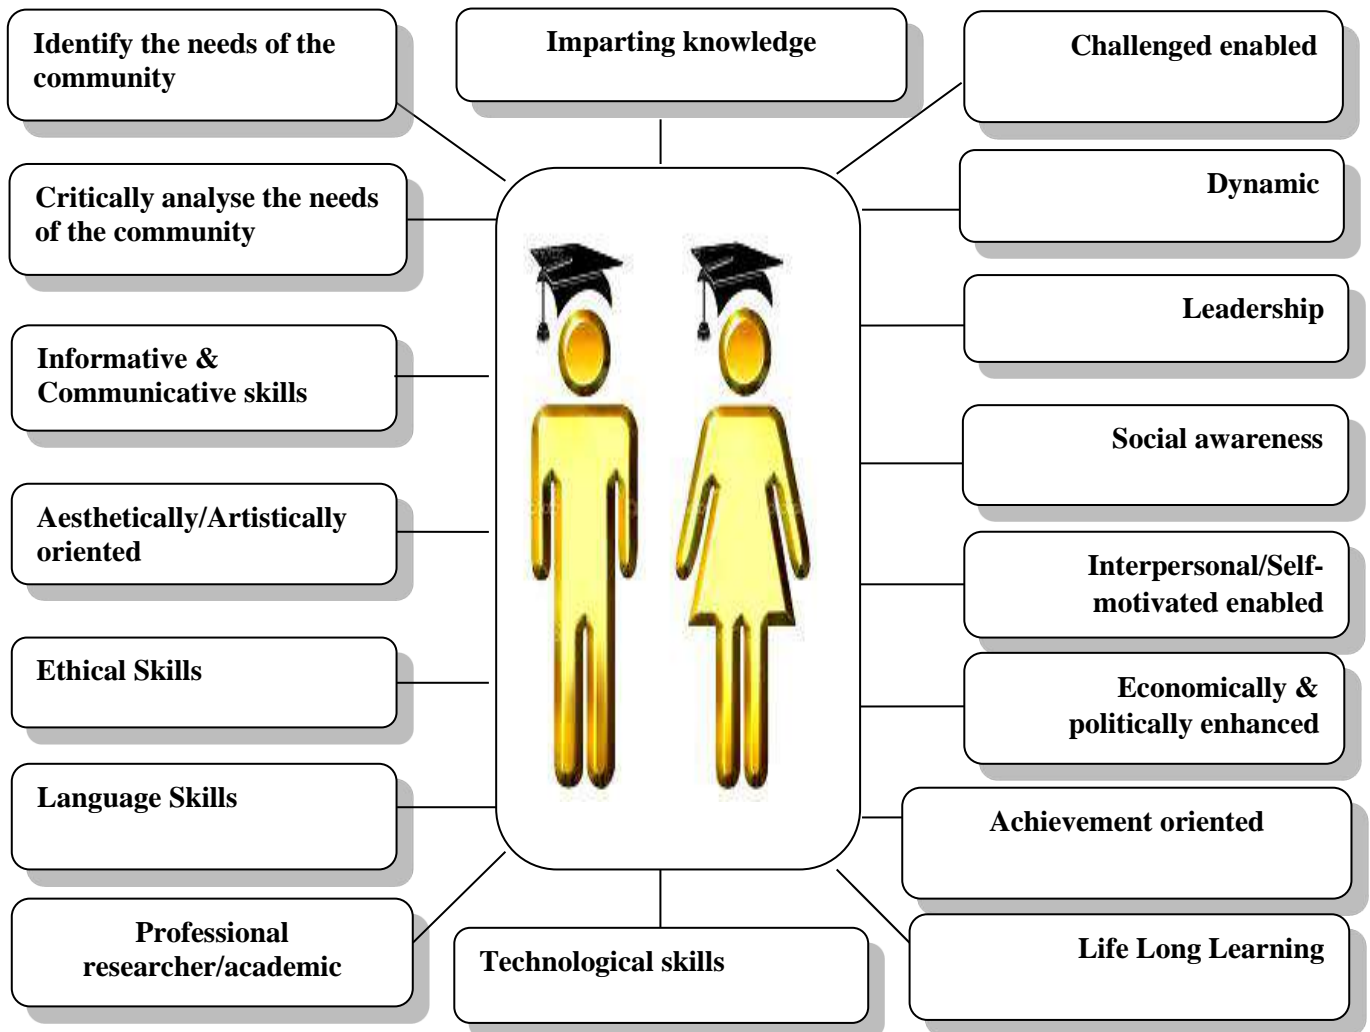 Identify the needs of the
community
Imparting knowledge
Challenged enabled
Critically analyse the needs
of the community
Dynamic
Informative &
Communicative skills
Leadership
Aesthetically/Artistically
oriented
Social awareness
Ethical Skills
Interpersonal/Self-
motivated enabled
Language Skills
Economically &
politically enhanced
Professional
researcher/academic
Achievement oriented
Technological skills
Life Long Learning